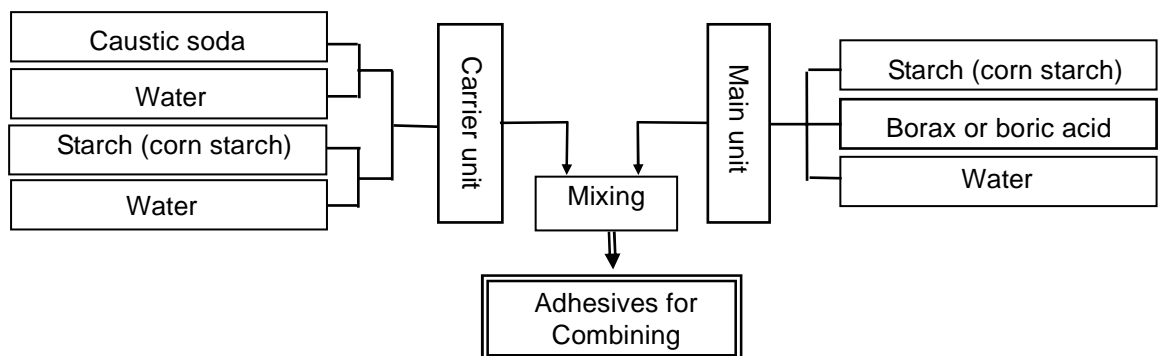 Caustic soda
Water
Starch (corn starch)
Water
Carrier unit
Mixing
Adhesives for
Combining
Main unit
Starch (corn starch)
Borax or boric acid
Water